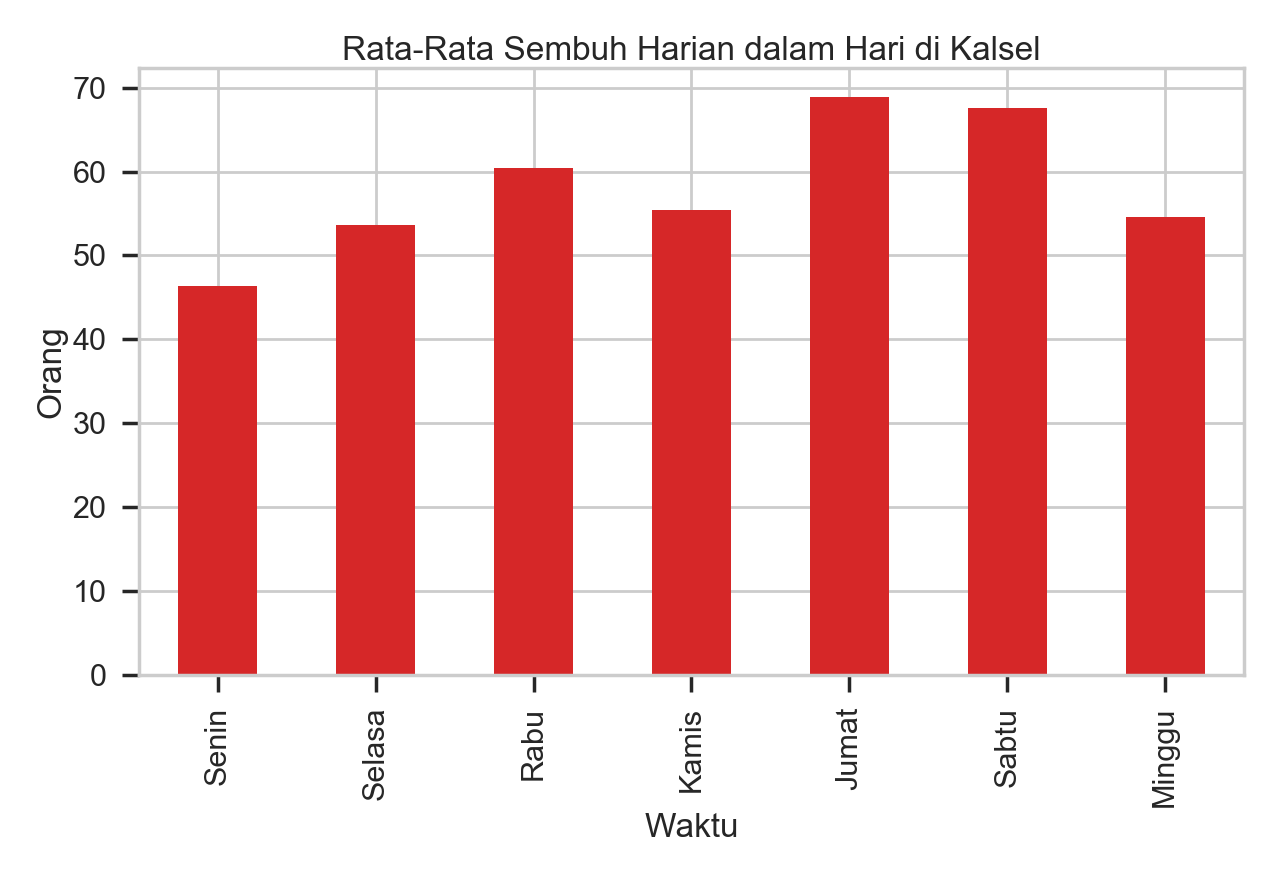 Rata-Rata Sembuh Harian dalam Hari di Kalsel
70
60
50
40
30
20
10
0
Orang
Senin
Selasa
Rabu
Kamis
Jumat
Sabtu
Minggu
Waktu